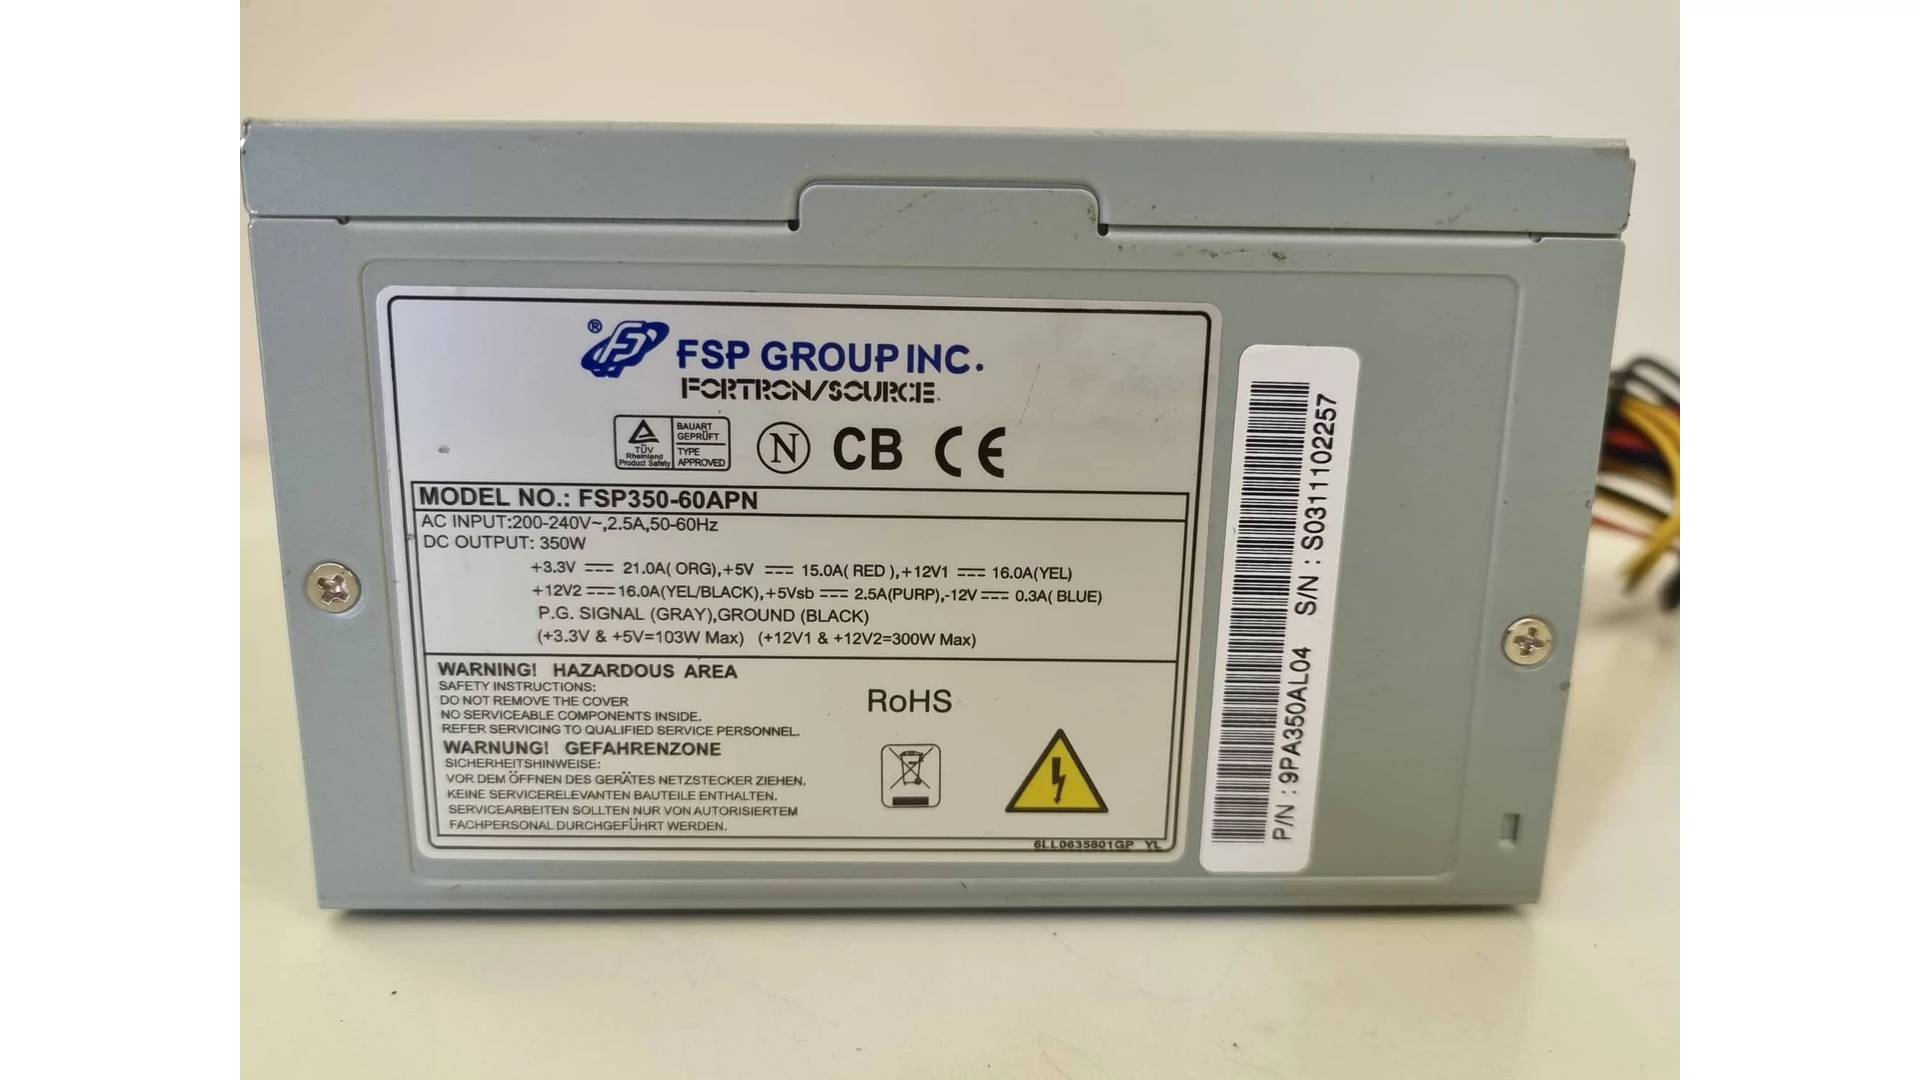 ® FSP GROUP INC.
FORTRON/SOURCE
TÜV Rheinland Product Safety
BAUART GEPRÜFT
TYPE APPROVED
N CB CE
MODEL NO.: FSP350-60APN
AC INPUT:200-240V~,2.5A,50-60Hz
DC OUTPUT: 350W
+3.3V ⎓ 21.0A( ORG),+5V ⎓ 15.0A( RED ),+12V1 ⎓ 16.0A(YEL)
+12V2 ⎓ 16.0A(YEL/BLACK),+5Vsb ⎓ 2.5A(PURP),-12V ⎓ 0.3A( BLUE)
P.G. SIGNAL (GRAY),GROUND (BLACK)
(+3.3V & +5V=103W Max) (+12V1 & +12V2=300W Max)
WARNING! HAZARDOUS AREA
SAFETY INSTRUCTIONS:
DO NOT REMOVE THE COVER
NO SERVICEABLE COMPONENTS INSIDE.
REFER SERVICING TO QUALIFIED SERVICE PERSONNEL.
WARNUNG! GEFAHRENZONE
SICHERHEITSHINWEISE:
VOR DEM ÖFFNEN DES GERÄTES NETZSTECKER ZIEHEN.
KEINE SERVICERELEVANTEN BAUTEILE ENTHALTEN.
SERVICEARBEITEN SOLLTEN NUR VON AUTORISIERTEM
FACHPERSONAL DURCHGEFÜHRT WERDEN.
RoHS
6LL0635801GP YL
P/N : 9PA350AL04 S/N : S0311102257